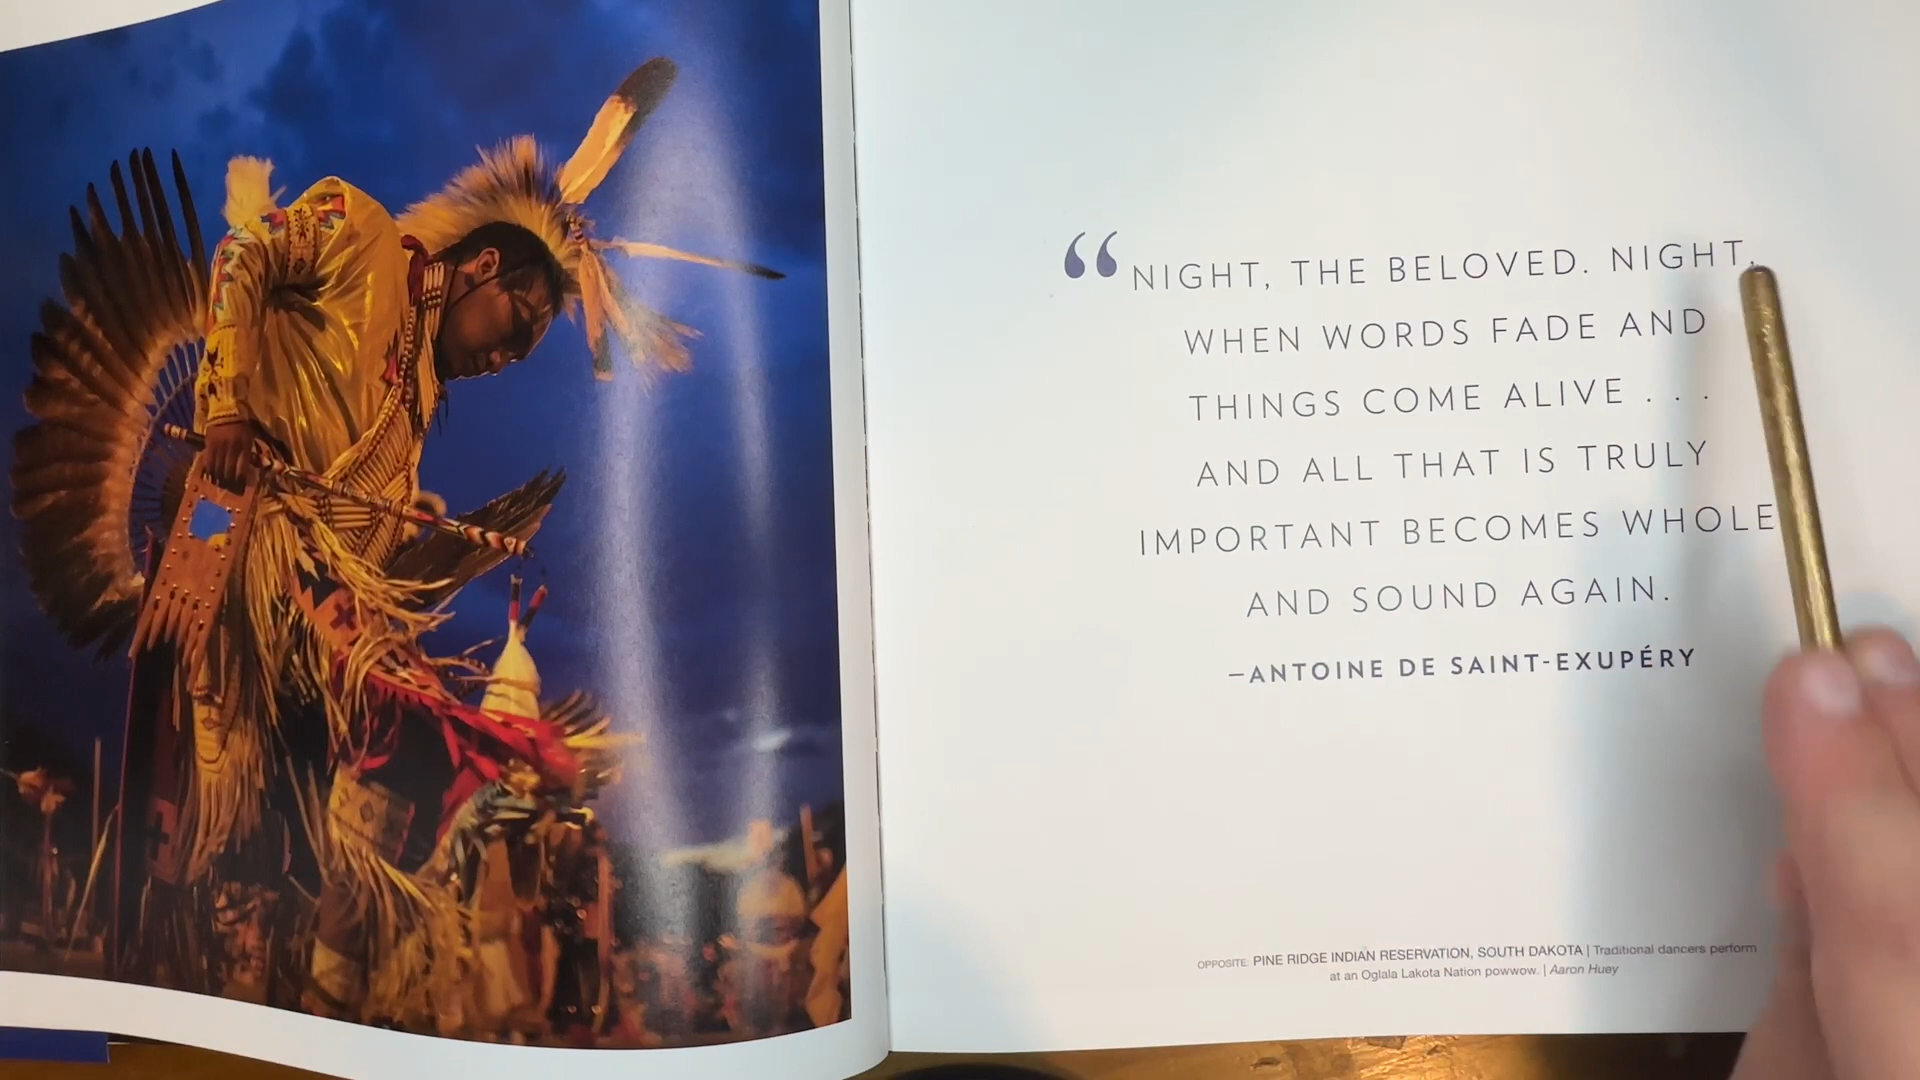 “ NIGHT, THE BELOVED. NIGHT,
WHEN WORDS FADE AND
THINGS COME ALIVE . . .
AND ALL THAT IS TRULY
IMPORTANT BECOMES WHOLE
AND SOUND AGAIN.
—ANTOINE DE SAINT-EXUPÉRY
OPPOSITE: PINE RIDGE INDIAN RESERVATION, SOUTH DAKOTA | Traditional dancers perform
at an Oglala Lakota Nation powwow. | Aaron Huey